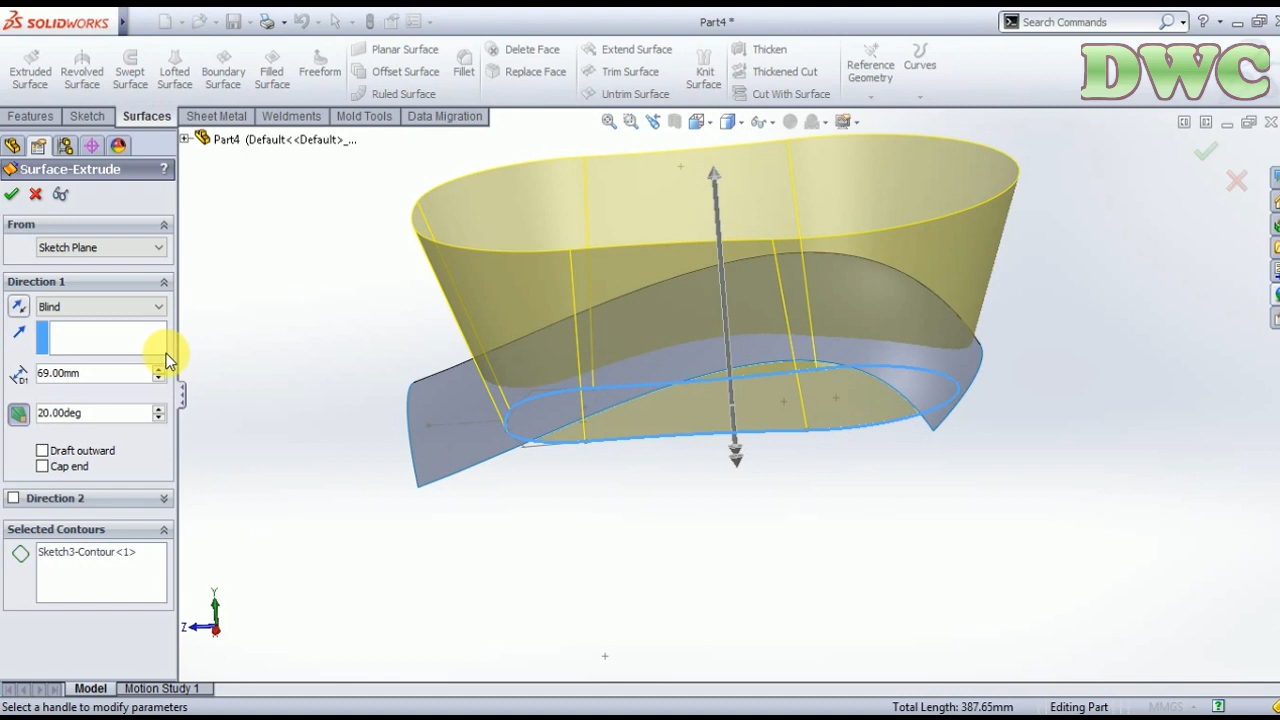 SOLIDWORKS
Part4 *
Search Commands
Extruded Surface
Revolved Surface
Swept Surface
Lofted Surface
Boundary Surface
Filled Surface
Freeform
Planar Surface
Offset Surface
Ruled Surface
Fillet
Delete Face
Replace Face
Extend Surface
Trim Surface
Untrim Surface
Knit Surface
Thicken
Thickened Cut
Cut With Surface
Reference Geometry
Curves
DWC
Features
Sketch
Surfaces
Sheet Metal
Weldments
Mold Tools
Data Migration
Part4 (Default<<Default>_...
Surface-Extrude
?
From
Sketch Plane
Direction 1
Blind
D1
69.00mm
20.00deg
Draft outward
Cap end
Direction 2
Selected Contours
Sketch3-Contour<1>
Y
Z
Model
Motion Study 1
Select a handle to modify parameters
Total Length: 387.65mm
Editing Part
MMGS